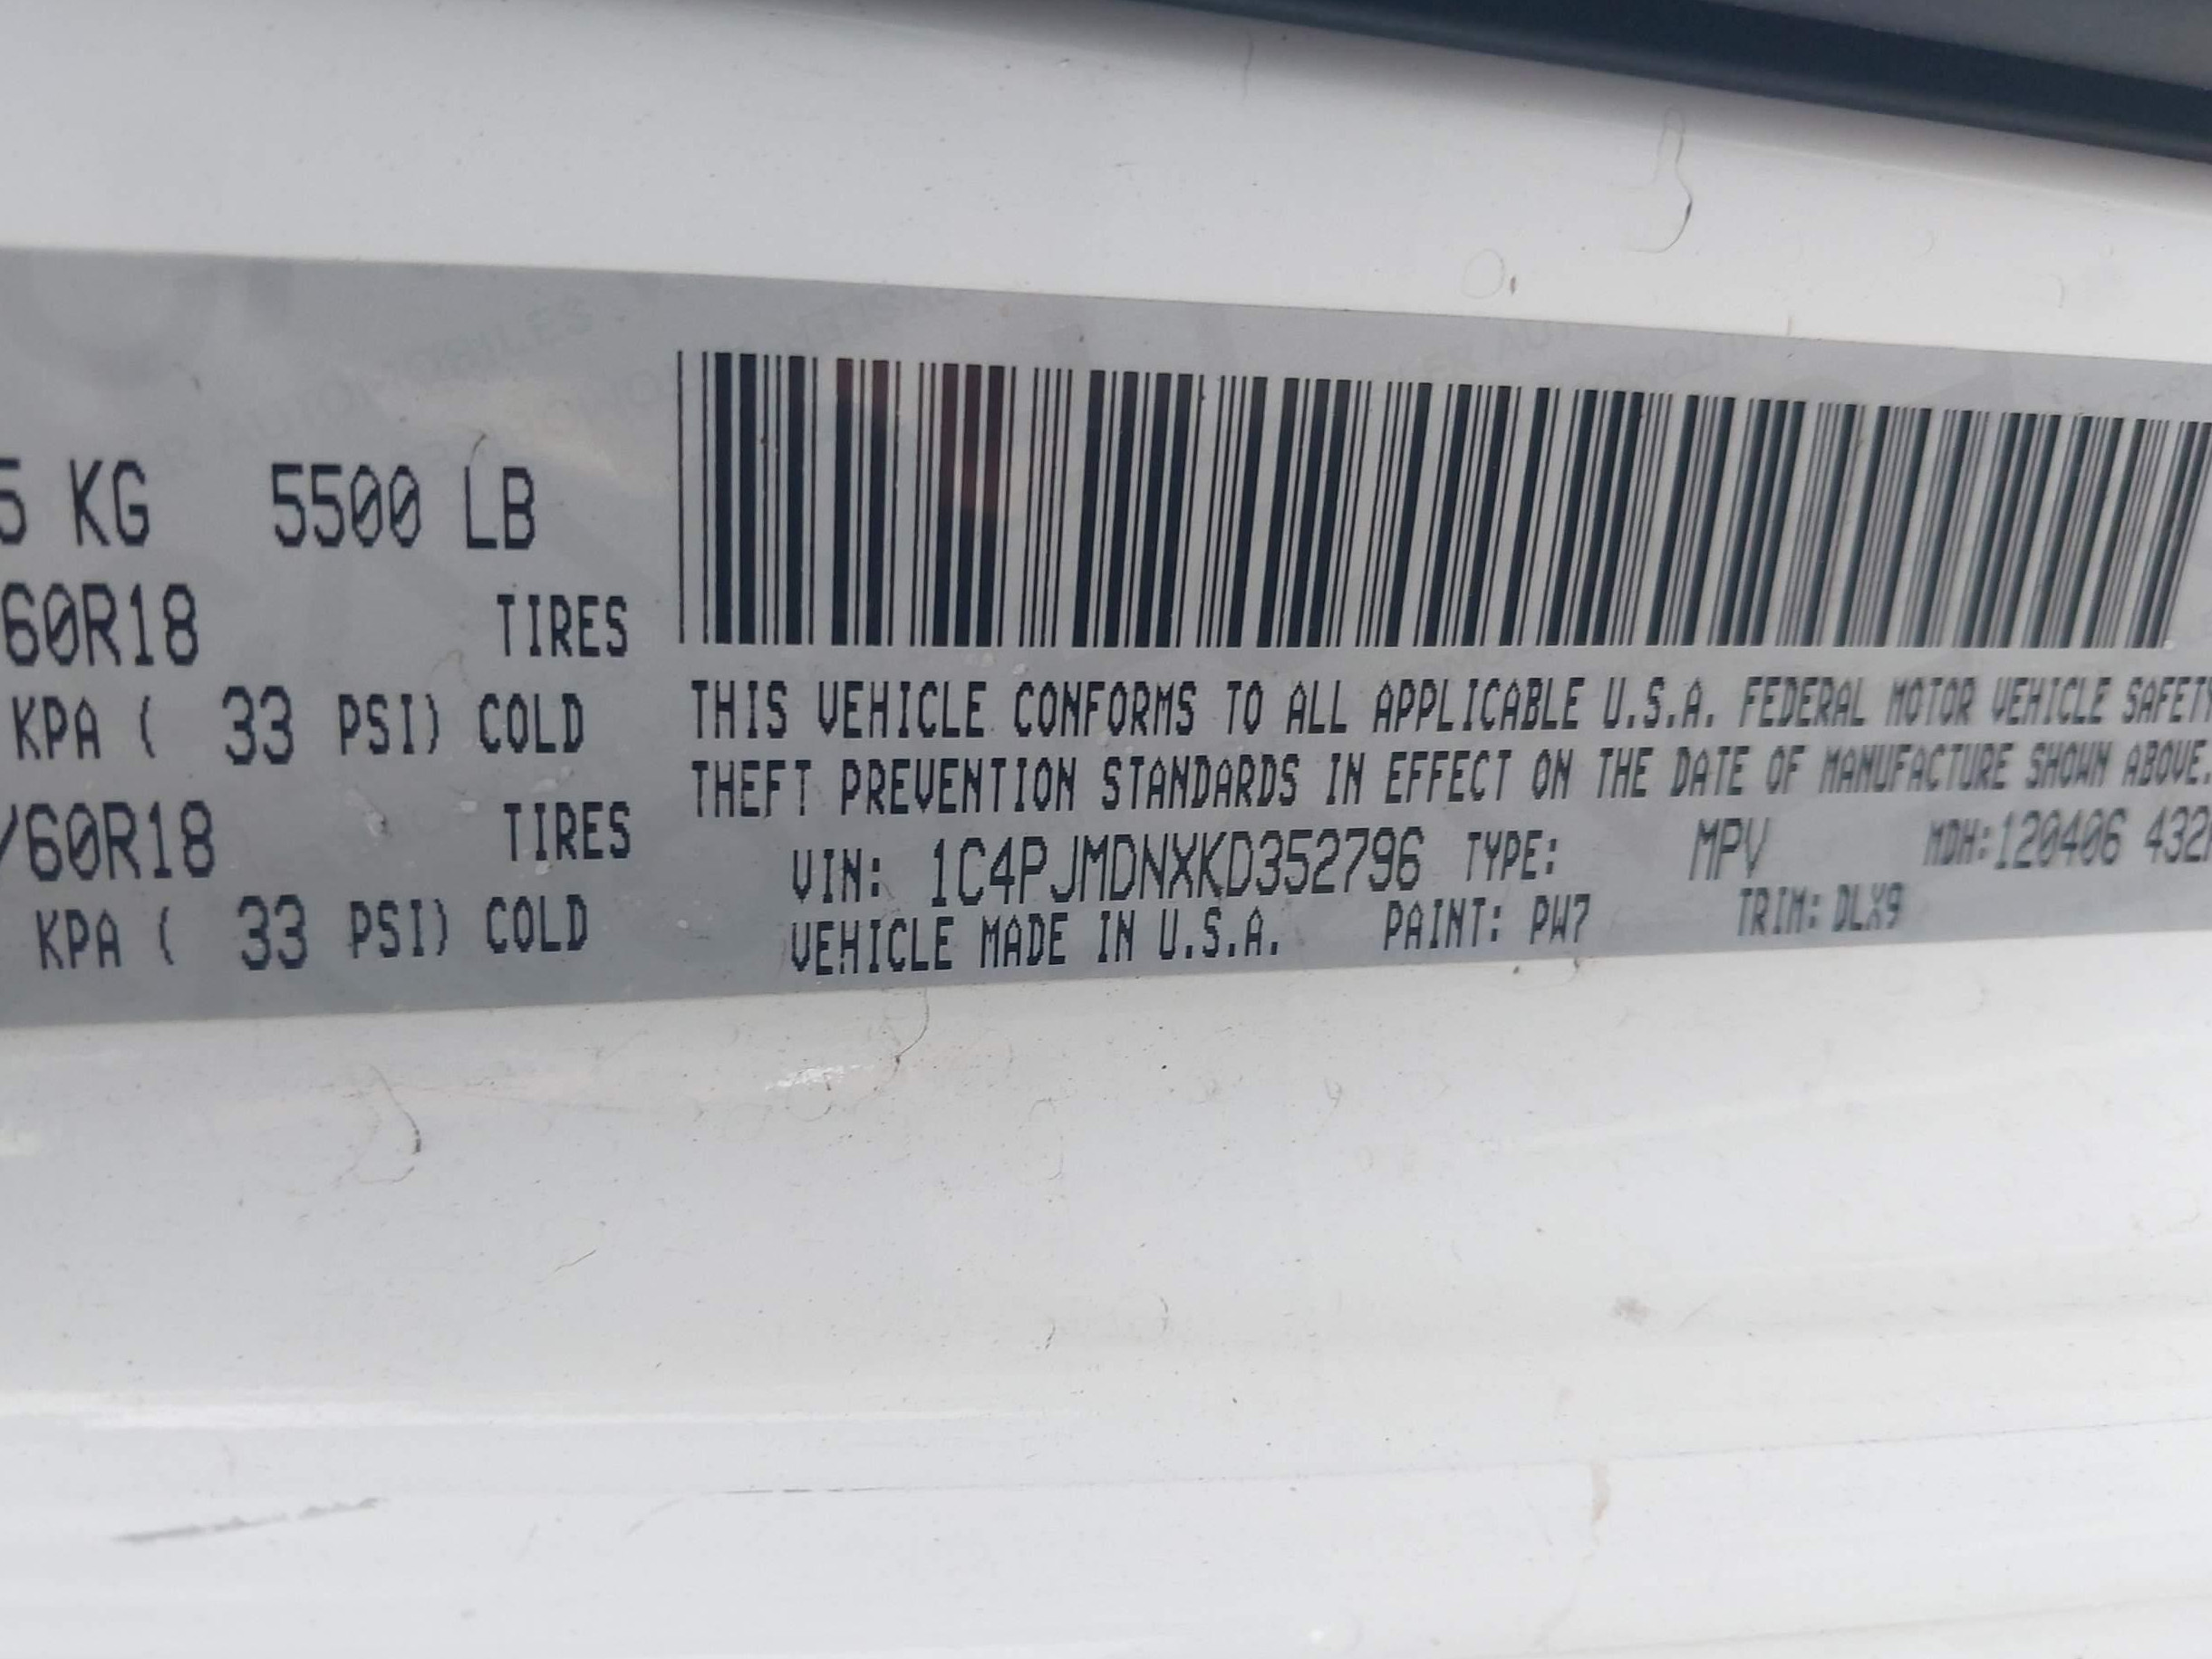 5 KG 5500 LB
60R18 TIRES
KPA ( 33 PSI) COLD
/60R18 TIRES
KPA ( 33 PSI) COLD
THIS VEHICLE CONFORMS TO ALL APPLICABLE U.S.A. FEDERAL MOTOR VEHICLE SAFETY
THEFT PREVENTION STANDARDS IN EFFECT ON THE DATE OF MANUFACTURE SHOWN ABOVE.
VIN: 1C4PJMDNXKD352796 TYPE: MPV MDH:120406 432
VEHICLE MADE IN U.S.A. PAINT: PW7 TRIM: DLX9